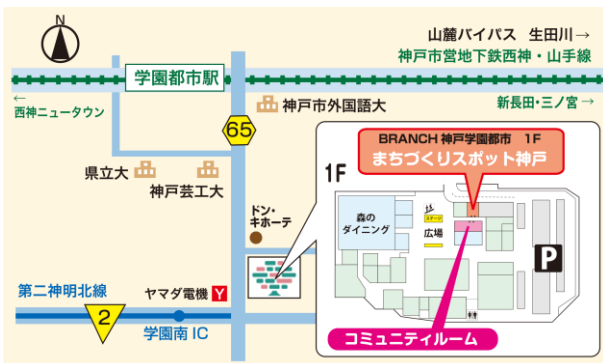 N
山麓バイパス 生田川→
神戸市営地下鉄西神・山手線
学園都市駅
←
西神ニュータウン
新長田・三ノ宮→
神戸市外国語大
65
県立大
神戸芸工大
BRANCH 神戸学園都市 1F
まちづくりスポット神戸
1F
森の
ダイニング
ステージ
広場
P
ドン・
キホーテ
第二神明北線
ヤマダ電機 Y
2
学園南 IC
コミュニティルーム